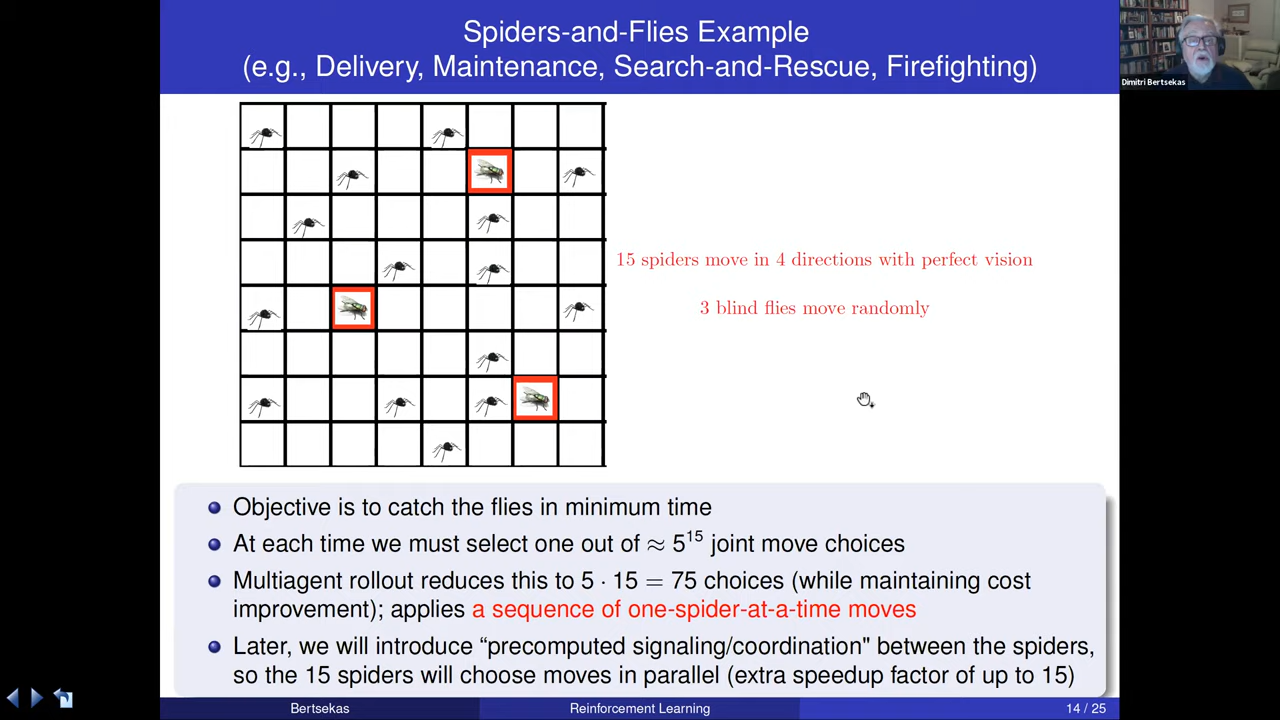 Spiders-and-Flies Example
(e.g., Delivery, Maintenance, Search-and-Rescue, Firefighting)
Dimitri Bertsekas
15 spiders move in 4 directions with perfect vision
3 blind flies move randomly
Objective is to catch the flies in minimum time
At each time we must select one out of ≈ 5¹⁵ joint move choices
Multiagent rollout reduces this to 5 · 15 = 75 choices (while maintaining cost
improvement); applies a sequence of one-spider-at-a-time moves
Later, we will introduce “precomputed signaling/coordination" between the spiders,
so the 15 spiders will choose moves in parallel (extra speedup factor of up to 15)
Bertsekas Reinforcement Learning 14 / 25